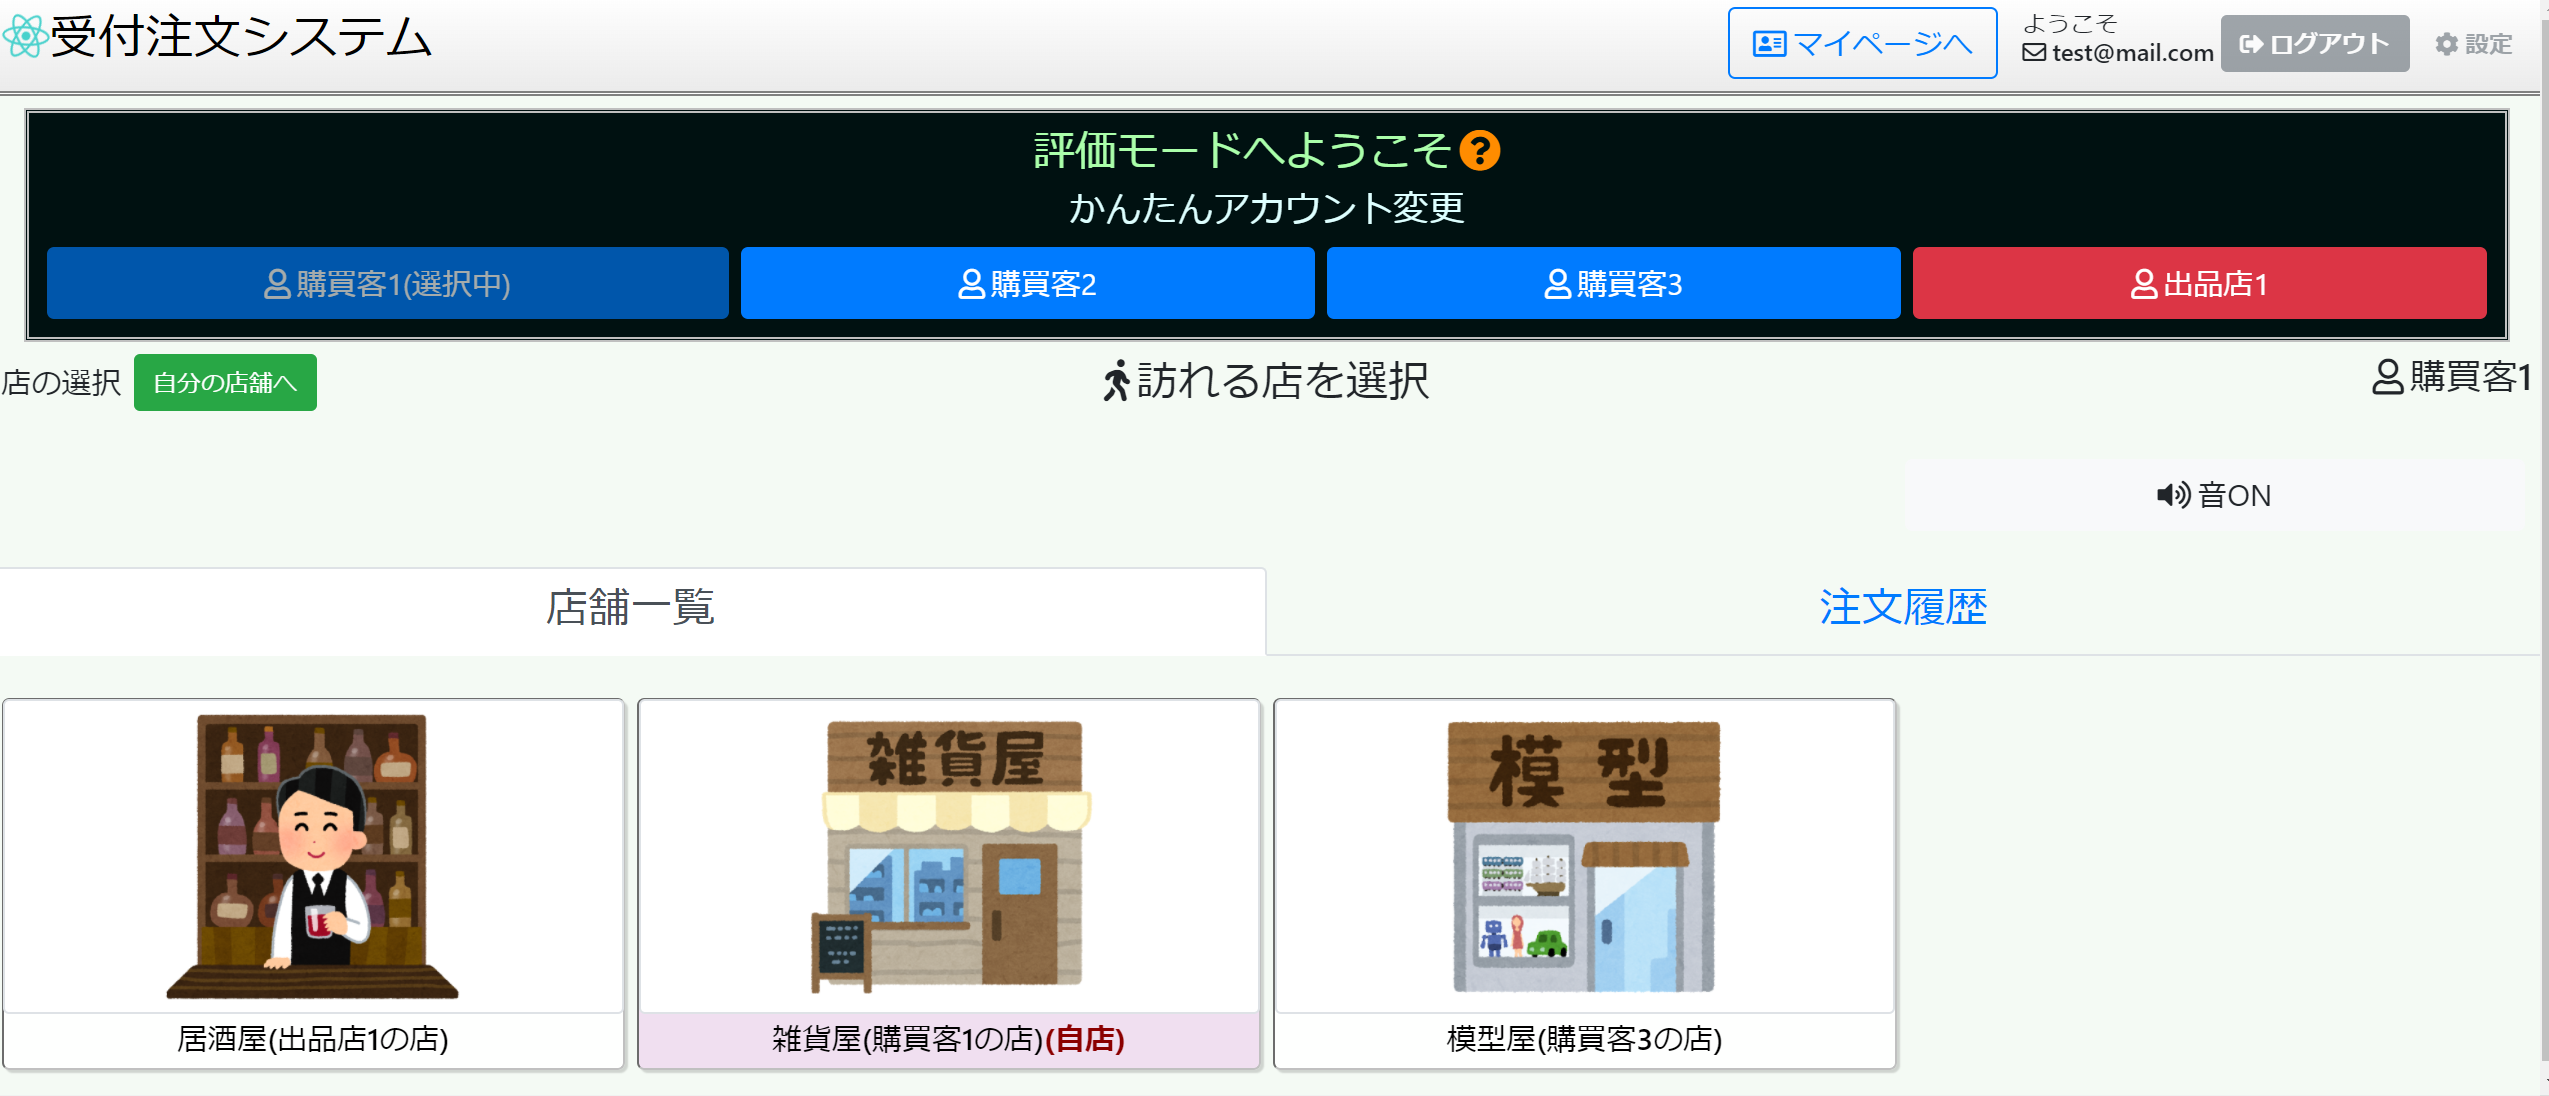 受付注文システム
マイページへ
ようこそ
test@mail.com
ログアウト
設定
評価モードへようこそ?
かんたんアカウント変更
購買客1(選択中)
購買客2
購買客3
出品店1
店の選択
自分の店舗へ
訪れる店を選択
購買客1
音ON
店舗一覧
注文履歴
雑貨屋
模型
居酒屋(出品店1の店)
雑貨屋(購買客1の店)(自店)
模型屋(購買客3の店)